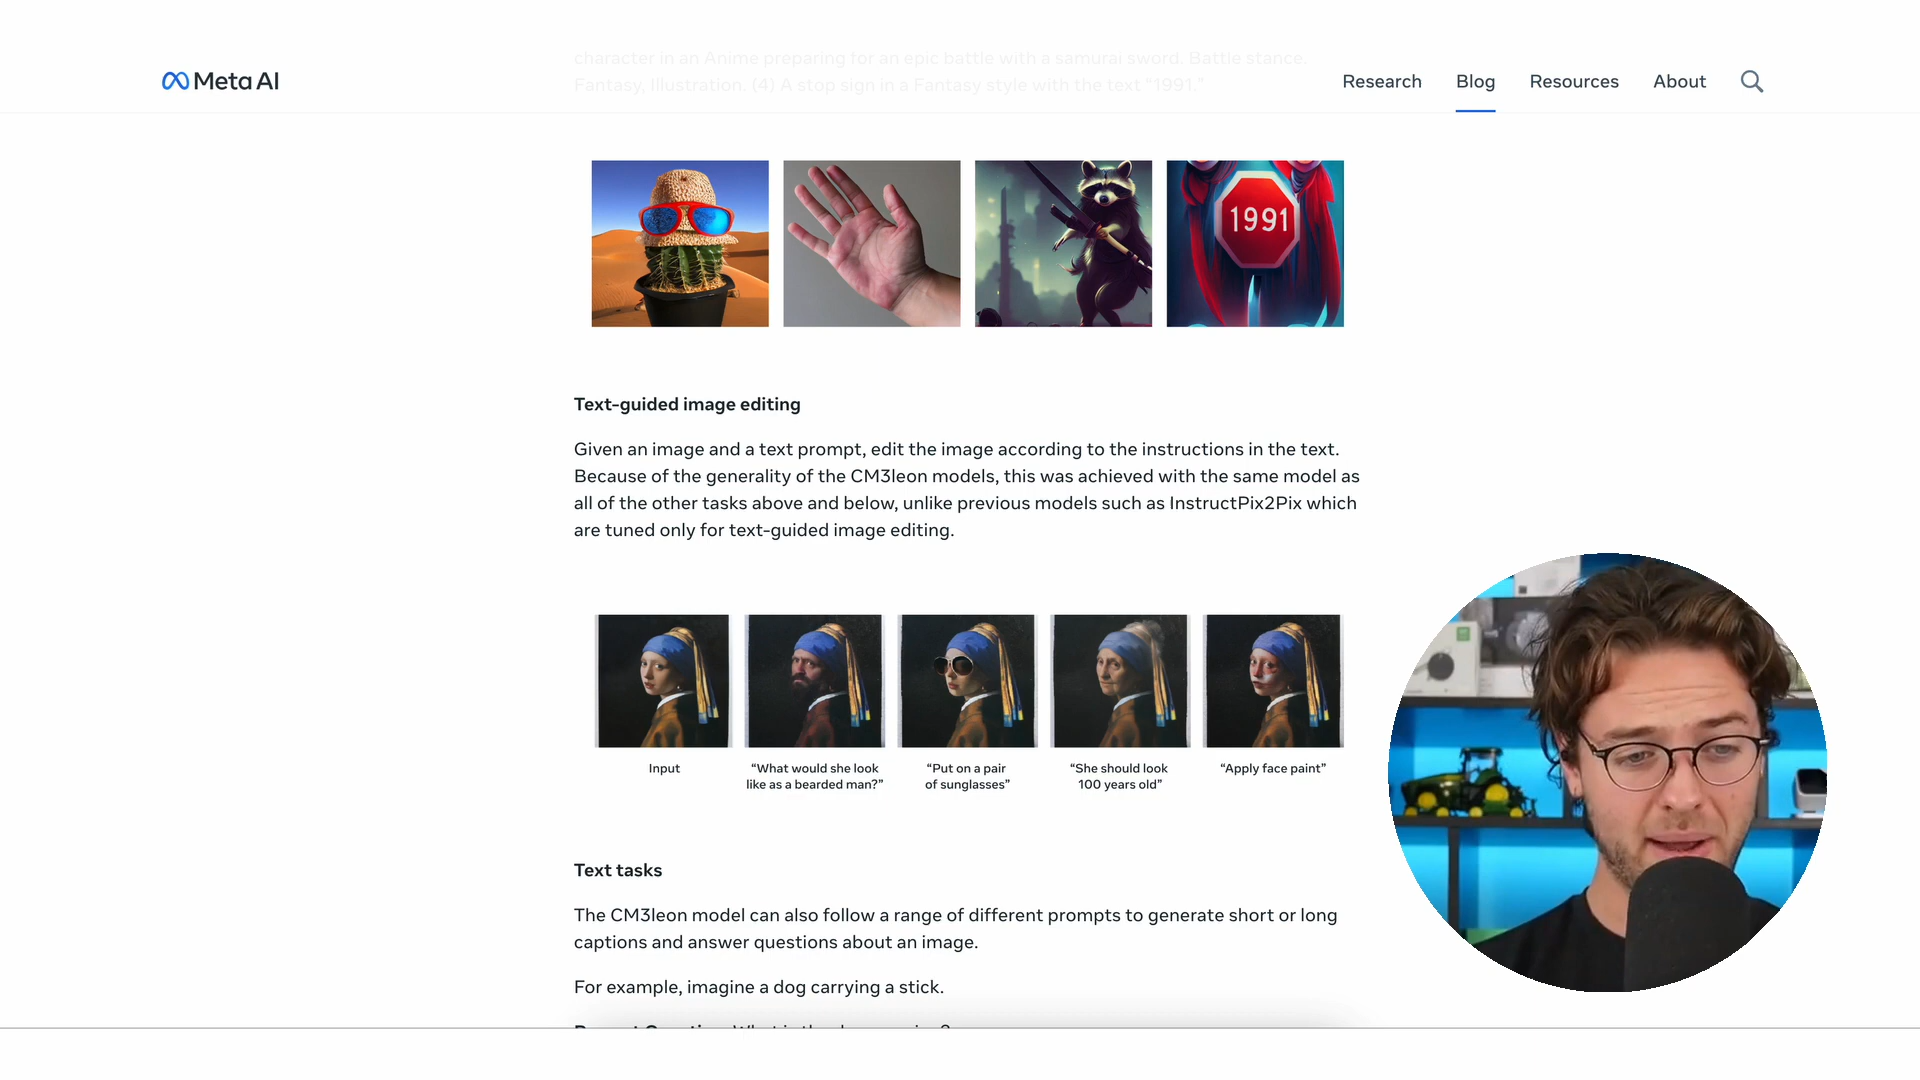 character in an Anime preparing for an epic battle with a samurai sword. Battle stance.
Fantasy, Illustration. (4) A stop sign in a Fantasy style with the text “1991.”
Meta AI
Research Blog Resources About
1991
Text-guided image editing
Given an image and a text prompt, edit the image according to the instructions in the text.
Because of the generality of the CM3leon models, this was achieved with the same model as
all of the other tasks above and below, unlike previous models such as InstructPix2Pix which
are tuned only for text-guided image editing.
Input
“What would she look
like as a bearded man?”
“Put on a pair
of sunglasses”
“She should look
100 years old”
“Apply face paint”
Text tasks
The CM3leon model can also follow a range of different prompts to generate short or long
captions and answer questions about an image.
For example, imagine a dog carrying a stick.